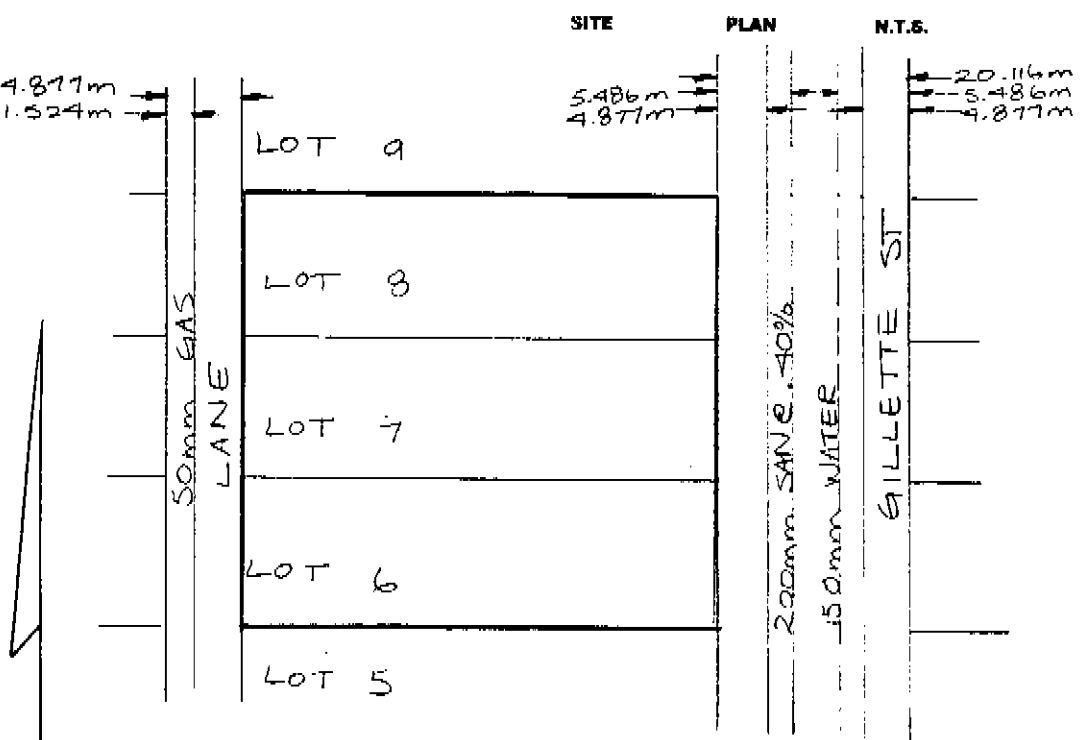 SITE PLAN N.T.S.
4.877m
1.524m
5.486m
4.877m
20.116m
5.486m
4.877m
LOT 9
LOT 8
LOT 7
LOT 6
LOT 5
50mm GAS
LANE
200mm SAN @ .40%
150mm WATER
GILLETTE ST